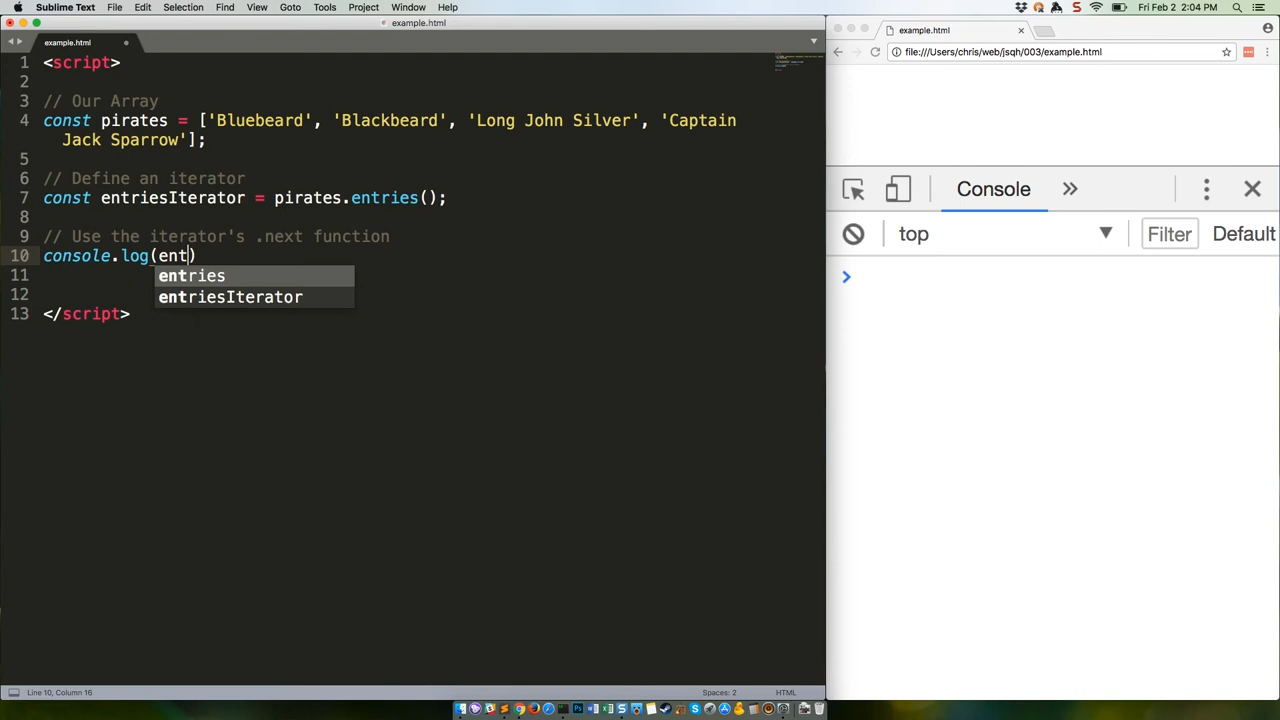 Sublime Text File Edit Selection Find View Goto Tools Project Window Help Fri Feb 2 2:04 PM
example.html
example.html
1 <script>
2
3 // Our Array
4 const pirates = ['Bluebeard', 'Blackbeard', 'Long John Silver', 'Captain
Jack Sparrow'];
5
6 // Define an iterator
7 const entriesIterator = pirates.entries();
8
9 // Use the iterator's .next function
10 console.log(ent)
11 entries
12 entriesIterator
13 </script>
Line 10, Column 16 Spaces: 2 HTML
example.html
file:///Users/chris/web/jsqh/003/example.html
Console
top Filter Default